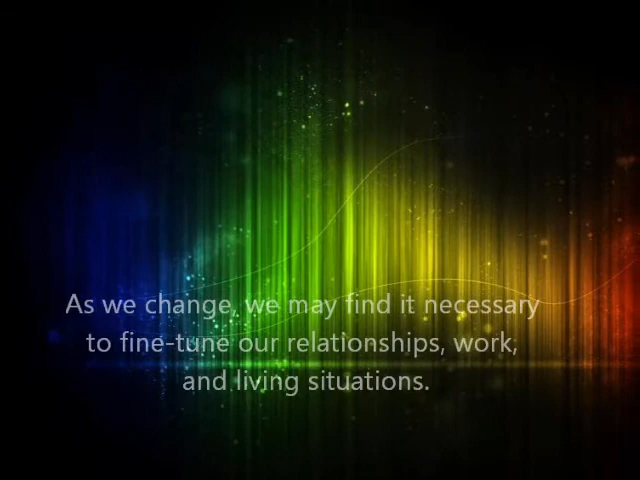 As we change, we may find it necessary
to fine-tune our relationships, work,
and living situations.